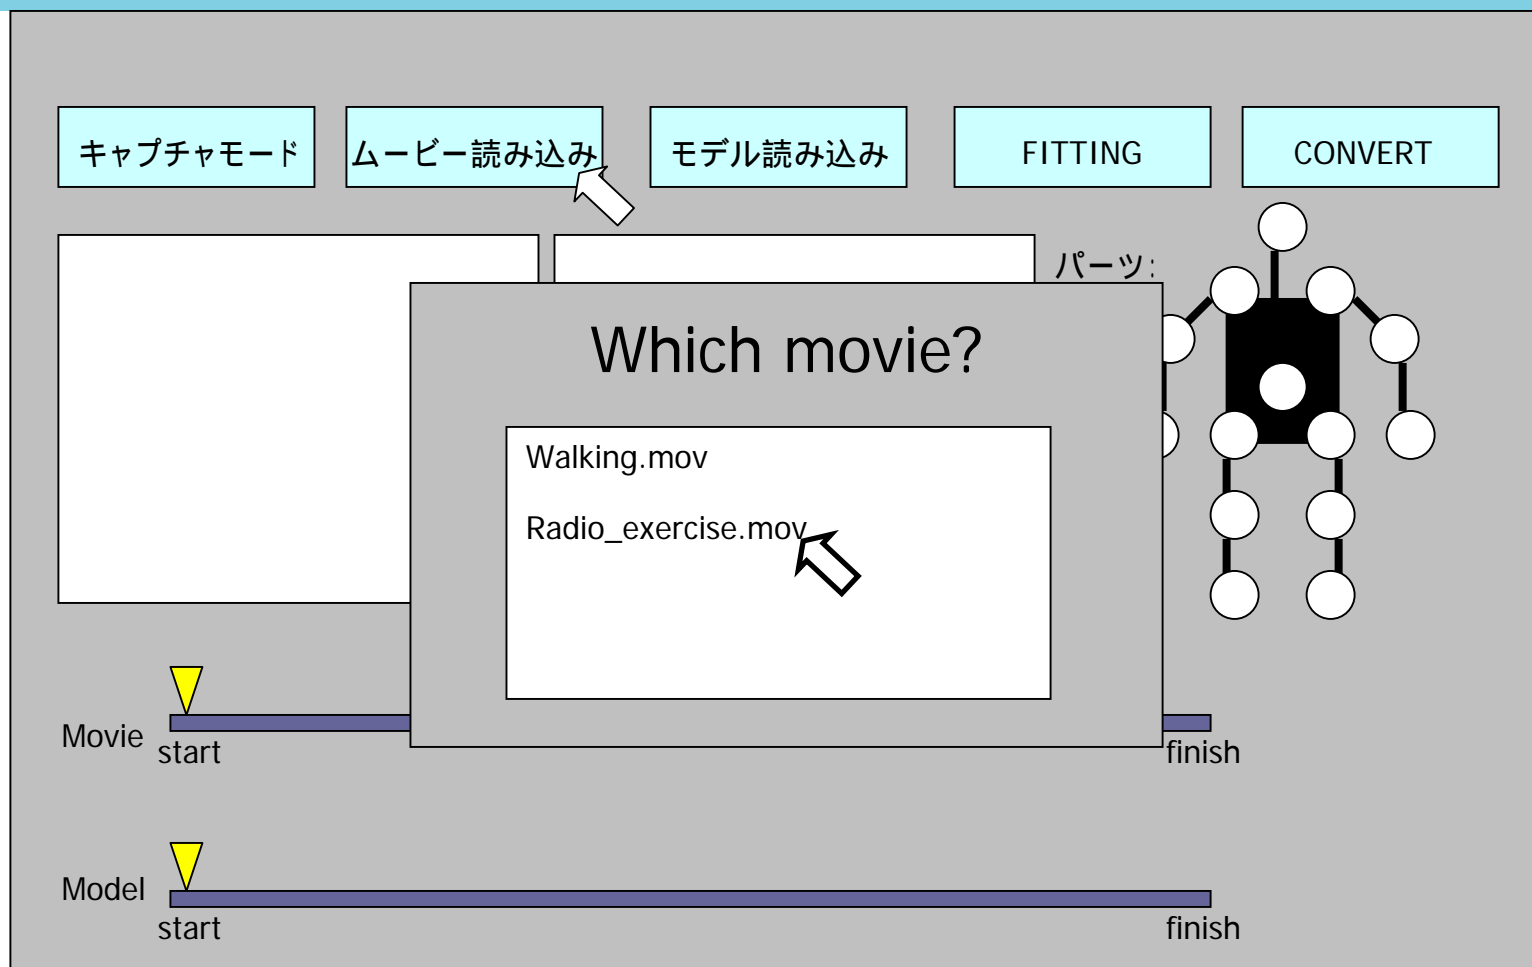 キャプチャモード
ムービー読み込み
モデル読み込み
FITTING
CONVERT
パーツ:
Which movie?
Walking.mov
Radio_exercise.mov
Movie
start
finish
Model
start
finish